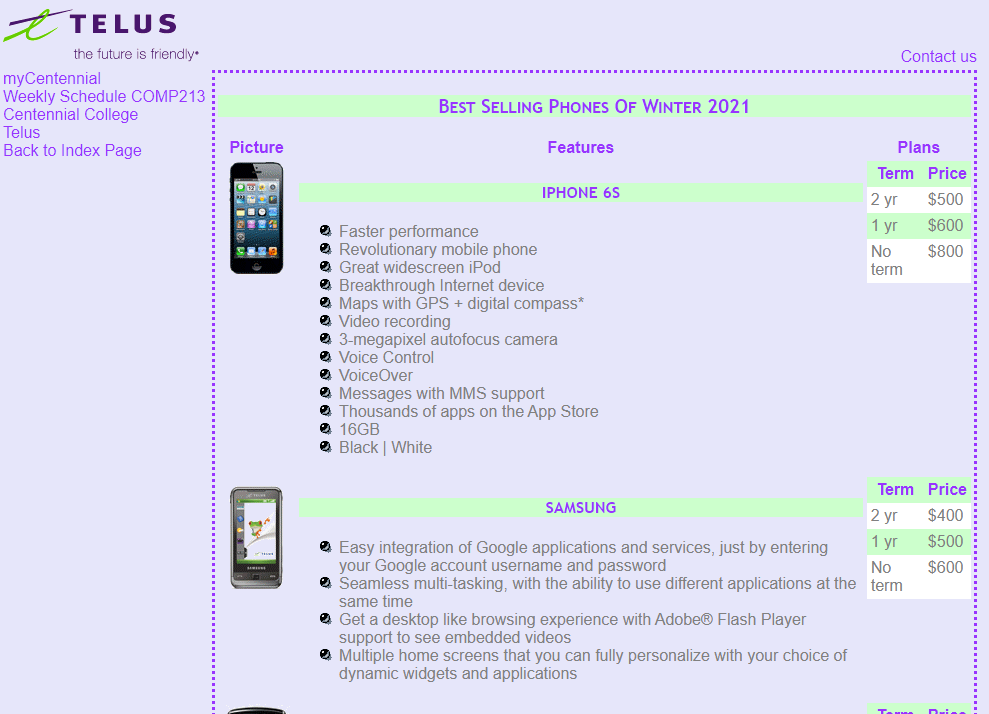 TELUS
the future is friendly•
Contact us
myCentennial
Weekly Schedule COMP213
Centennial College
Telus
Back to Index Page
Best Selling Phones Of Winter 2021
Picture Features Plans
IPHONE 6S
Faster performance
Revolutionary mobile phone
Great widescreen iPod
Breakthrough Internet device
Maps with GPS + digital compass*
Video recording
3-megapixel autofocus camera
Voice Control
VoiceOver
Messages with MMS support
Thousands of apps on the App Store
16GB
Black | White
Term Price
2 yr $500
1 yr $600
No $800
term
SAMSUNG
Easy integration of Google applications and services, just by entering
your Google account username and password
Seamless multi-tasking, with the ability to use different applications at the
same time
Get a desktop like browsing experience with Adobe® Flash Player
support to see embedded videos
Multiple home screens that you can fully personalize with your choice of
dynamic widgets and applications
TELUS
SAMSUNG
Term Price
2 yr $400
1 yr $500
No $600
term
Term Price